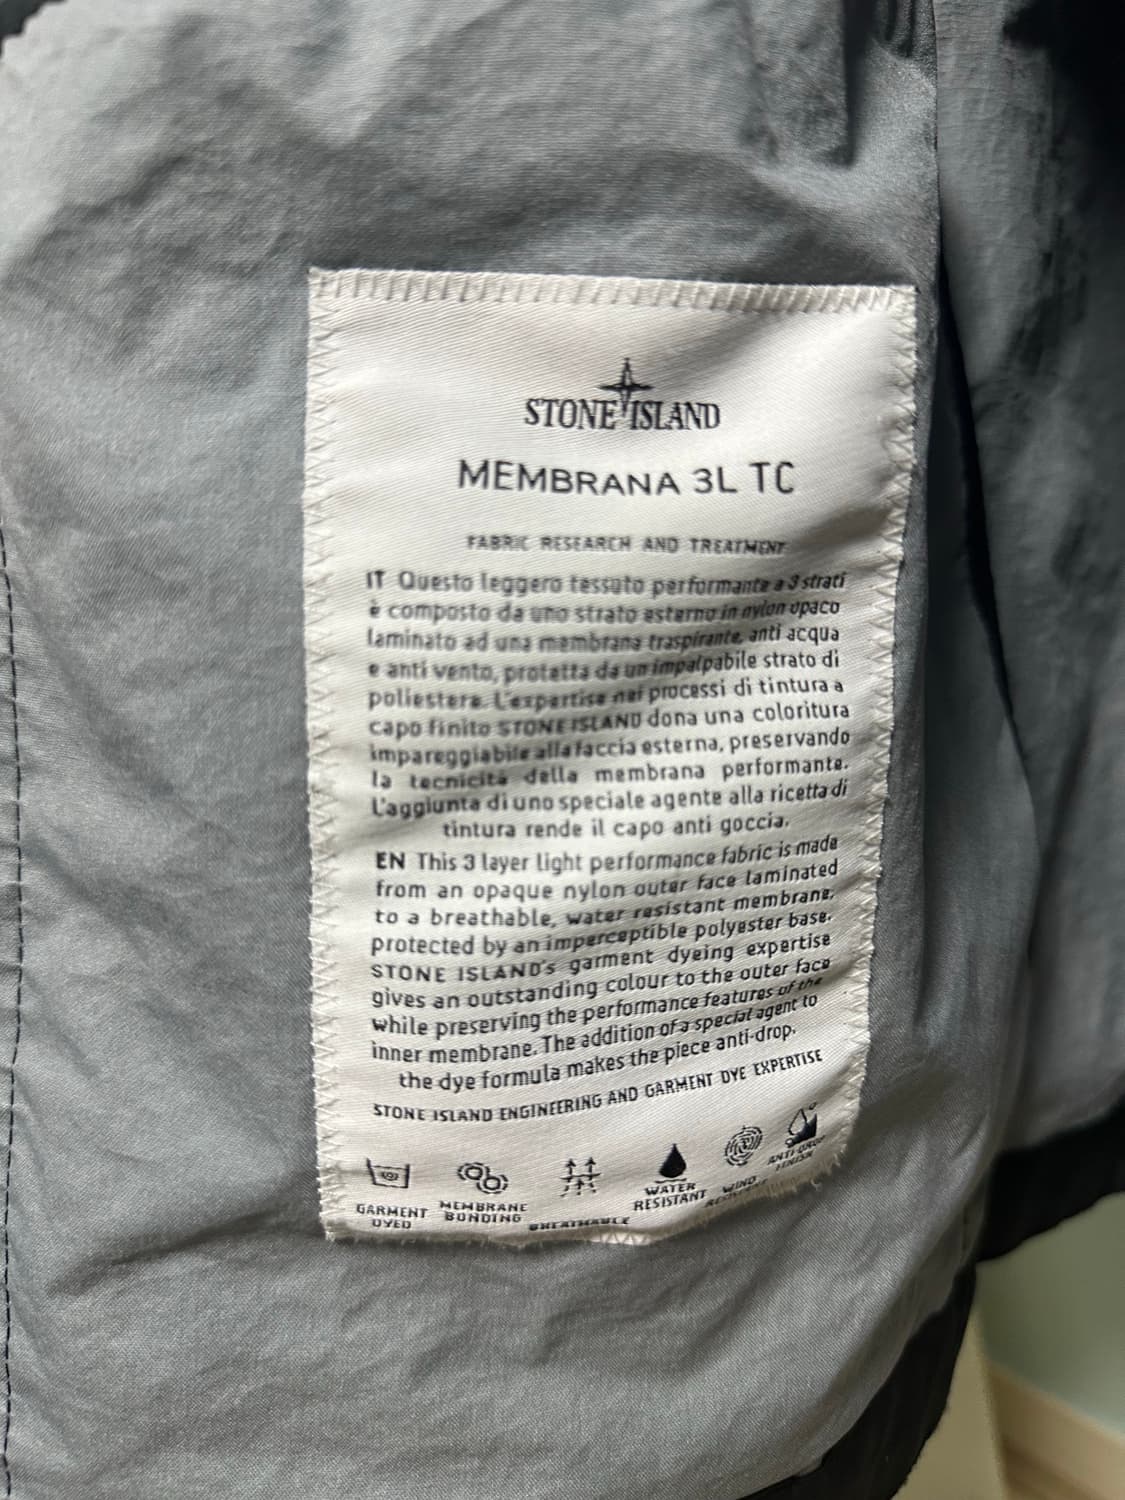 STONE ISLAND
MEMBRANA 3L TC
FABRIC RESEARCH AND TREATMENT
IT Questo leggero tessuto performante a 3 strati
è composto da uno strato esterno in nylon opaco
laminato ad una membrana traspirante, anti acqua
e anti vento, protetta da un impalpabile strato di
poliestere. L'expertise nei processi di tintura a
capo finito STONE ISLAND dona una coloritura
impareggiabile alla faccia esterna, preservando
la tecnicità della membrana performante.
L'aggiunta di uno speciale agente alla ricetta di
tintura rende il capo anti goccia.
EN This 3 layer light performance fabric is made
from an opaque nylon outer face laminated
to a breathable, water resistant membrane,
protected by an imperceptible polyester base.
STONE ISLAND's garment dyeing expertise
gives an outstanding colour to the outer face
while preserving the performance features of the
inner membrane. The addition of a special agent to
the dye formula makes the piece anti-drop.
STONE ISLAND ENGINEERING AND GARMENT DYE EXPERTISE
GARMENT DYED
MEMBRANE BONDING
BREATHABLE
WATER RESISTANT
WIND RESISTANT
ANTI DROP FINISH